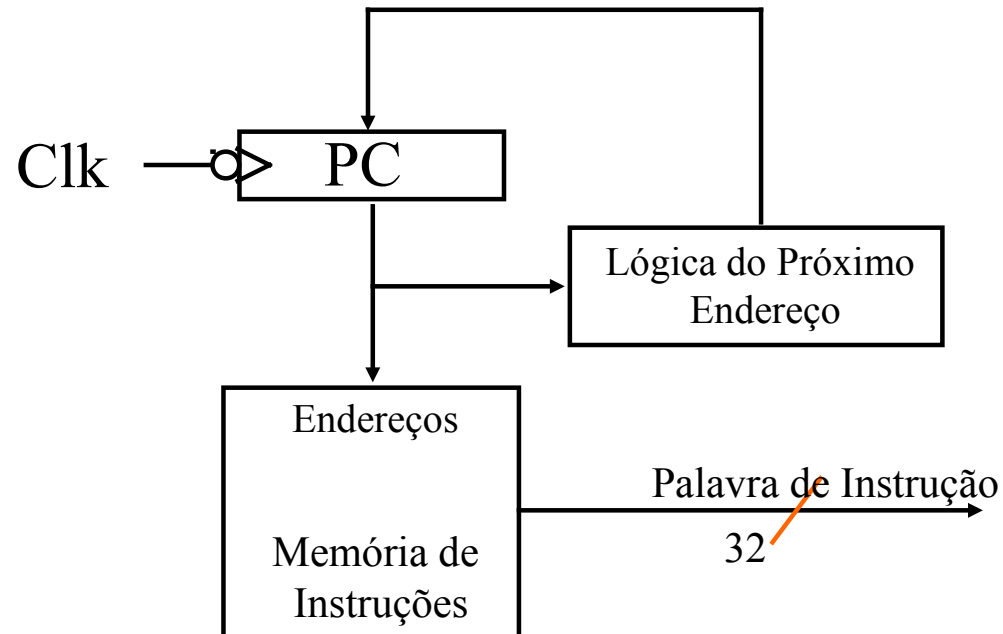 Clk
PC
Lógica do Próximo
Endereço
Endereços
Palavra de Instrução
32
Memória de
Instruções